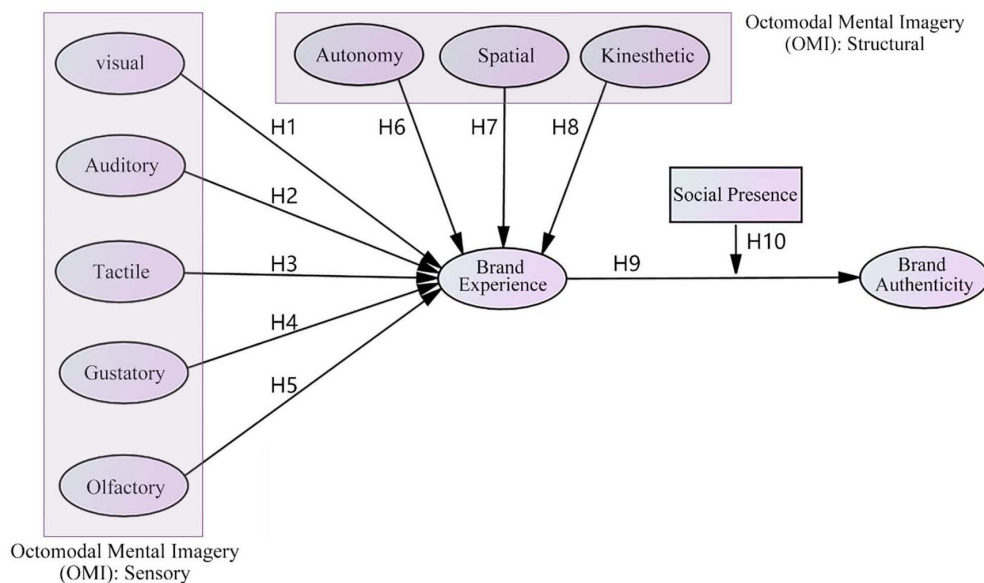 Octomodal Mental Imagery
(OMI): Structural
visual
Auditory
Tactile
Gustatory
Olfactory
Octomodal Mental Imagery
(OMI): Sensory
Autonomy
Spatial
Kinesthetic
H1
H2
H3
H4
H5
H6
H7
H8
Brand
Experience
H9
Social Presence
H10
Brand
Authenticity